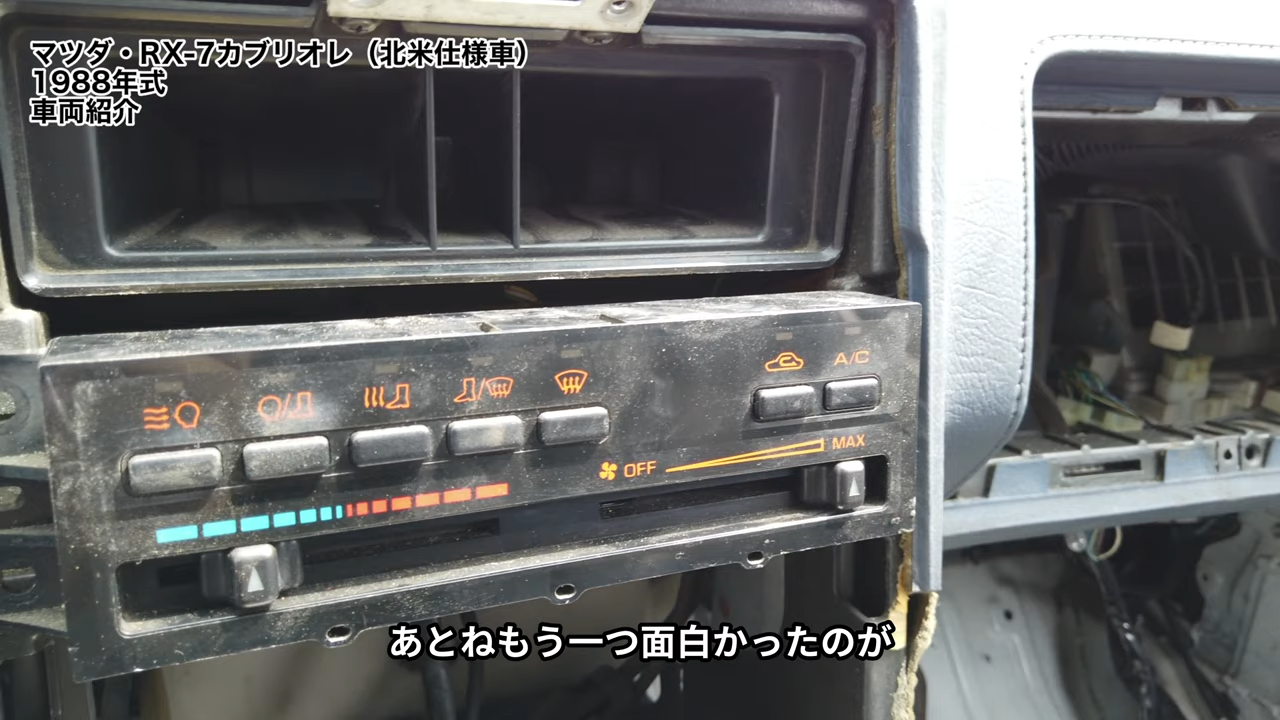 マツダ・RX-7カブリオレ（北米仕様車）
1988年式
車両紹介
A/C
OFF
MAX
あとねもう一つ面白かったのが